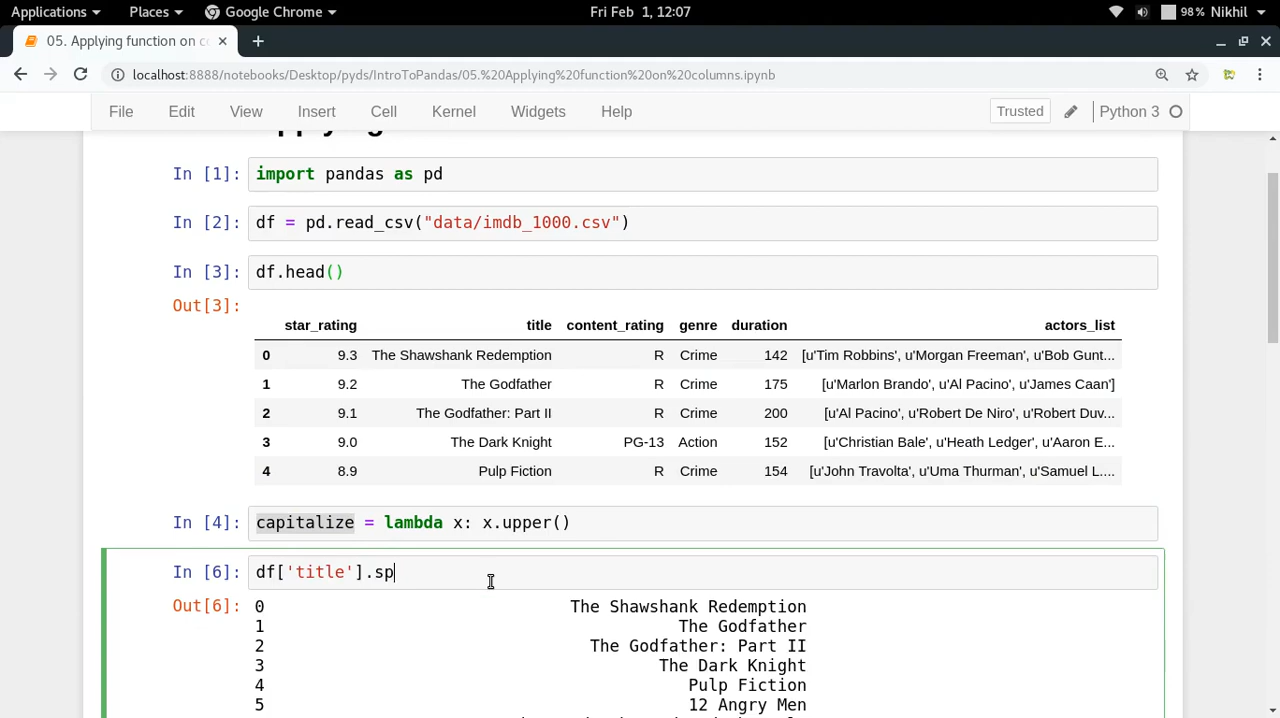 Applications Places Google Chrome Fri Feb 1, 12:07 98% Nikhil
05. Applying function on c
localhost:8888/notebooks/Desktop/pyds/IntroToPandas/05.%20Applying%20function%20on%20columns.ipynb
File Edit View Insert Cell Kernel Widgets Help Trusted Python 3
In [1]: import pandas as pd
In [2]: df = pd.read_csv("data/imdb_1000.csv")
In [3]: df.head()
Out[3]:
star_rating title content_rating genre duration actors_list
0 9.3 The Shawshank Redemption R Crime 142 [u'Tim Robbins', u'Morgan Freeman', u'Bob Gunt...
1 9.2 The Godfather R Crime 175 [u'Marlon Brando', u'Al Pacino', u'James Caan']
2 9.1 The Godfather: Part II R Crime 200 [u'Al Pacino', u'Robert De Niro', u'Robert Duv...
3 9.0 The Dark Knight PG-13 Action 152 [u'Christian Bale', u'Heath Ledger', u'Aaron E...
4 8.9 Pulp Fiction R Crime 154 [u'John Travolta', u'Uma Thurman', u'Samuel L....
In [4]: capitalize = lambda x: x.upper()
In [6]: df['title'].sp
Out[6]: 0 The Shawshank Redemption
1 The Godfather
2 The Godfather: Part II
3 The Dark Knight
4 Pulp Fiction
5 12 Angry Men